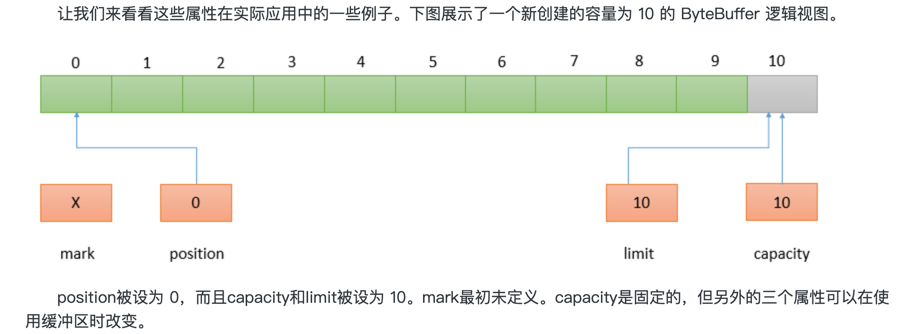 让我们来看看这些属性在实际应用中的一些例子。下图展示了一个新创建的容量为 10 的 ByteBuffer 逻辑视图。
0 1 2 3 4 5 6 7 8 9 10
X 0 10 10
mark position limit capacity
position被设为 0，而且capacity和limit被设为 10。mark最初未定义。capacity是固定的，但另外的三个属性可以在使
用缓冲区时改变。